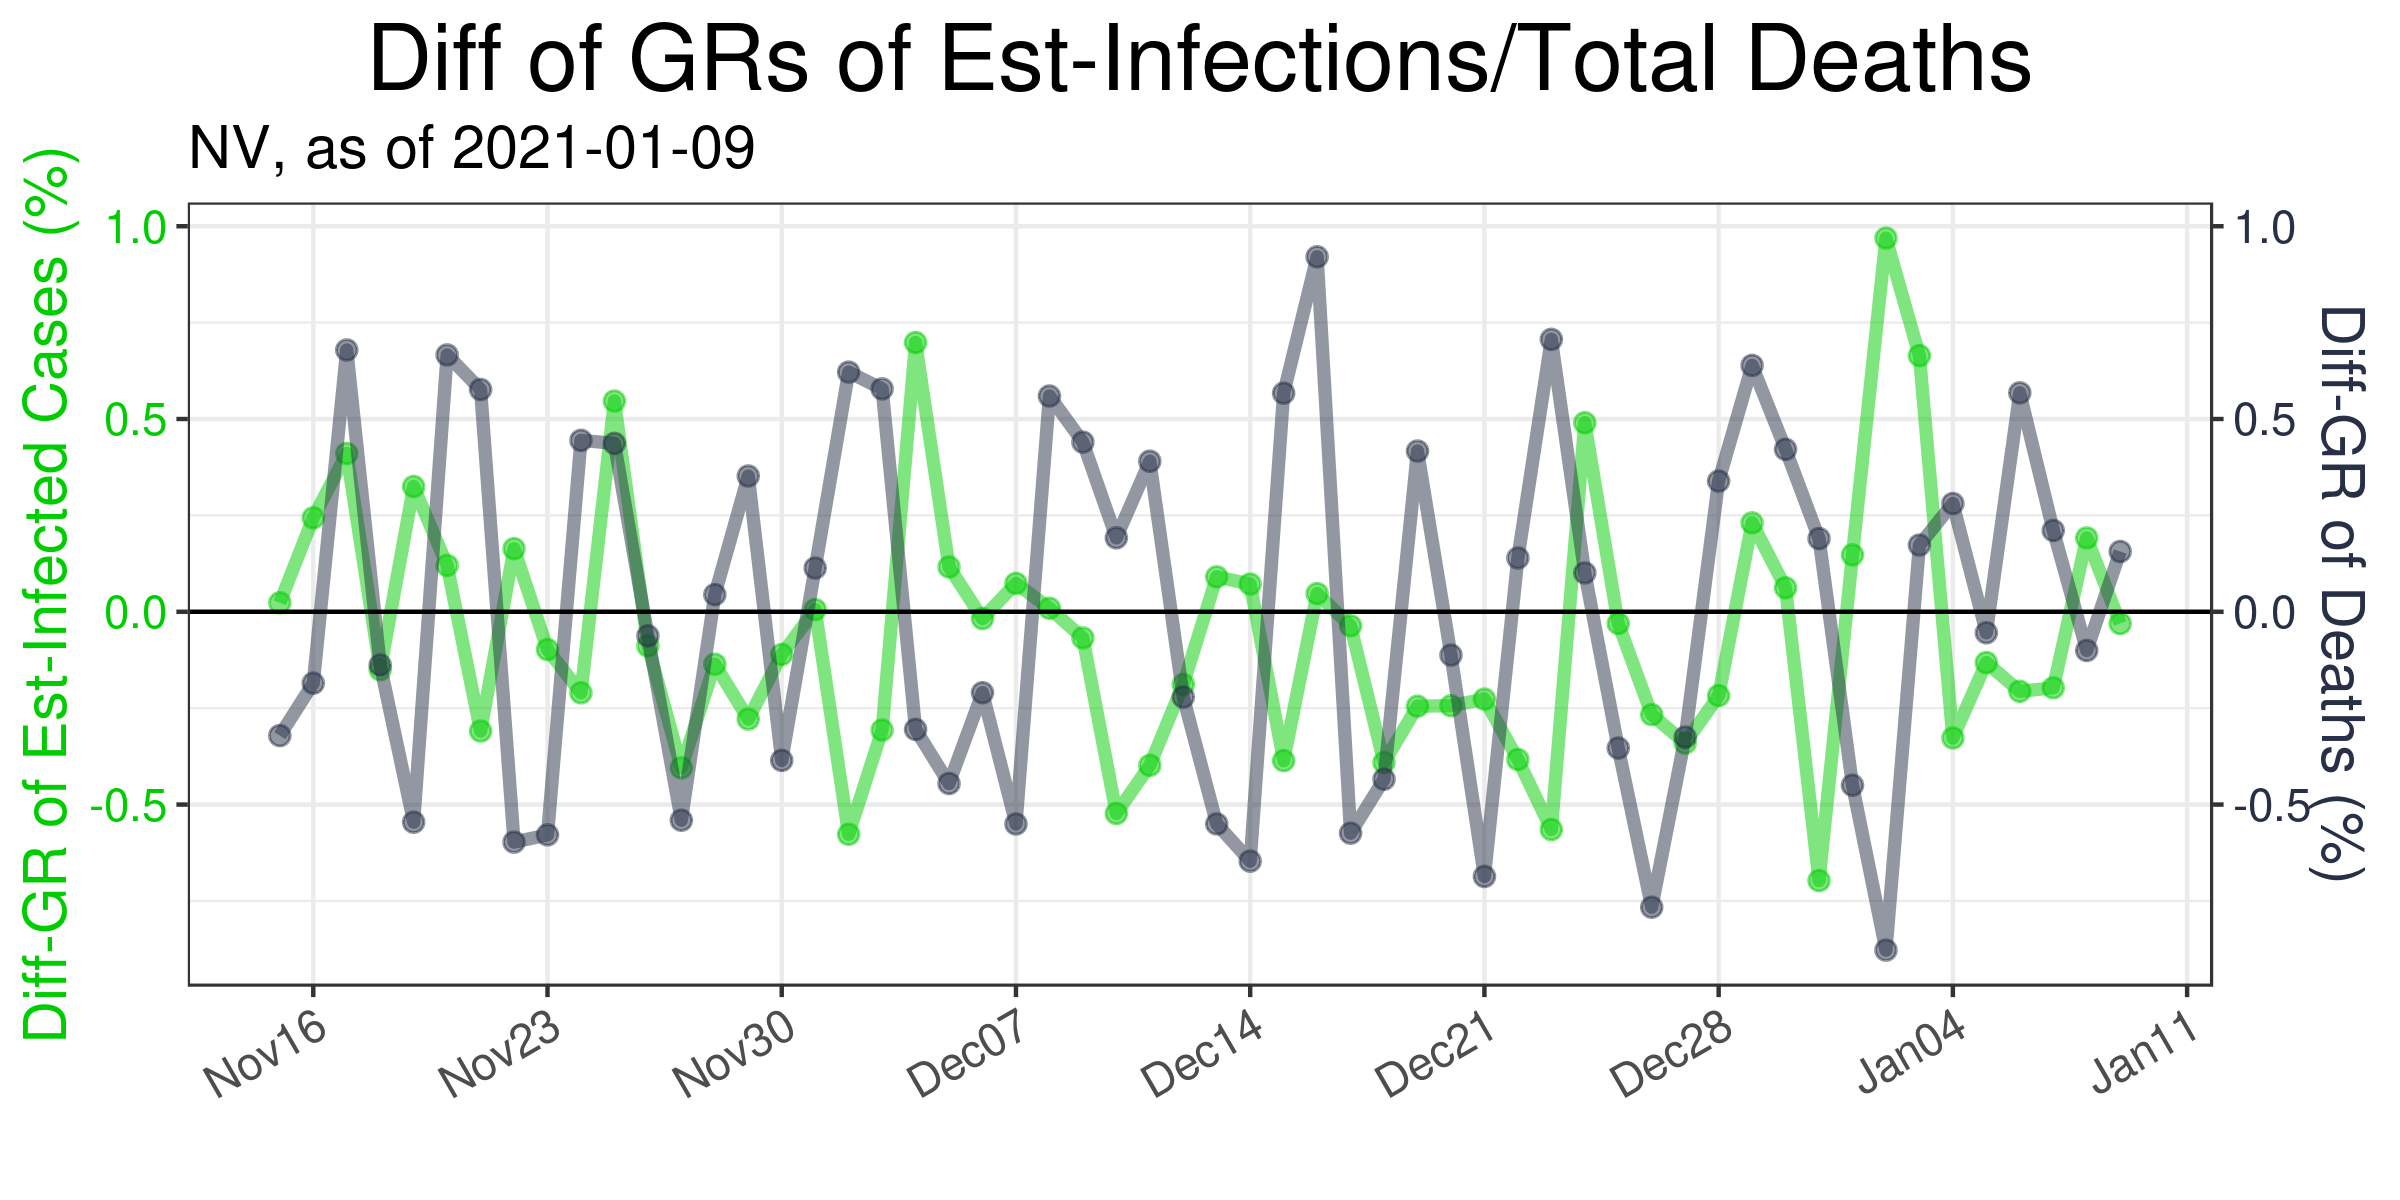 Diff of GRs of Est-Infections/Total Deaths
NV, as of 2021-01-09
Diff-GR of Est-Infected Cases (%)
1.0
0.5
0.0
-0.5
1.0
0.5
0.0
-0.5
Diff-GR of Deaths (%)
Nov16
Nov23
Nov30
Dec07
Dec14
Dec21
Dec28
Jan04
Jan11